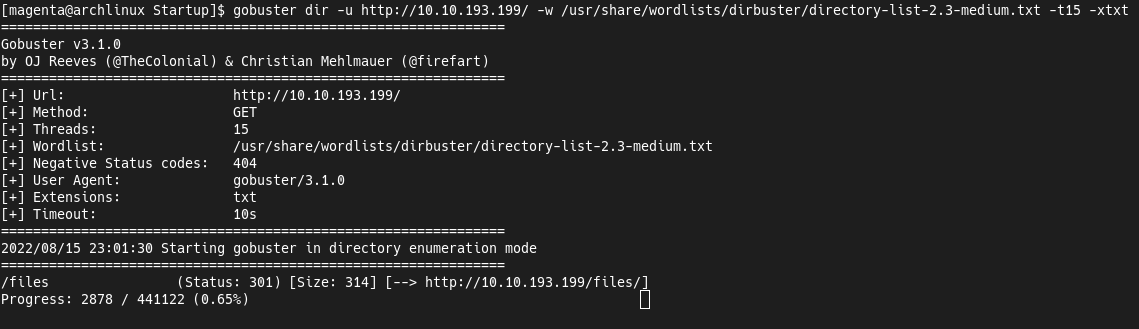 [magenta@archlinux Startup]$ gobuster dir -u http://10.10.193.199/ -w /usr/share/wordlists/dirbuster/directory-list-2.3-medium.txt -t15 -xtxt
===============================================================
Gobuster v3.1.0
by OJ Reeves (@TheColonial) & Christian Mehlmauer (@firefart)
===============================================================
[+] Url:                     http://10.10.193.199/
[+] Method:                  GET
[+] Threads:                 15
[+] Wordlist:                /usr/share/wordlists/dirbuster/directory-list-2.3-medium.txt
[+] Negative Status codes:   404
[+] User Agent:              gobuster/3.1.0
[+] Extensions:              txt
[+] Timeout:                 10s
===============================================================
2022/08/15 23:01:30 Starting gobuster in directory enumeration mode
===============================================================
/files                (Status: 301) [Size: 314] [--> http://10.10.193.199/files/]
Progress: 2878 / 441122 (0.65%)